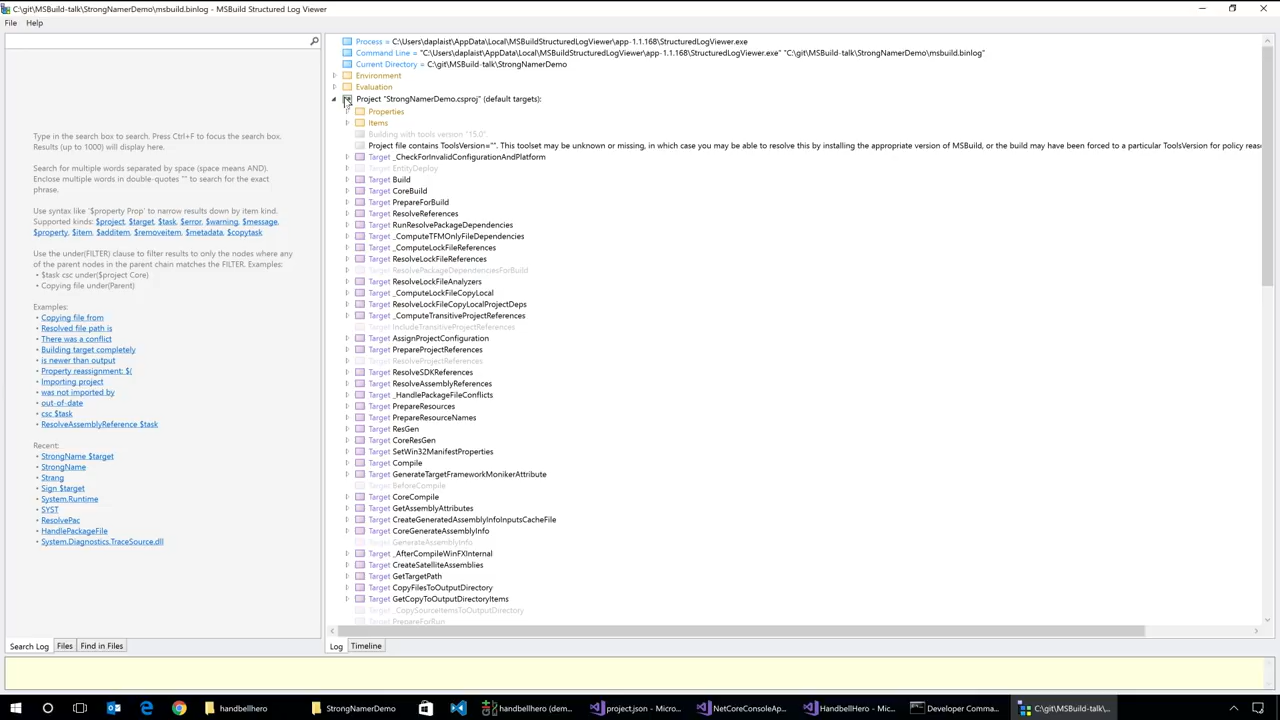 C:\git\MSBuild-talk\StrongNamerDemo\msbuild.binlog - MSBuild Structured Log Viewer
File Help
Type in the search box to search. Press Ctrl+F to focus the search box.
Results (up to 1000) will display here.
Search for multiple words separated by space (space means AND).
Enclose multiple words in double-quotes "" to search for the exact
phrase.
Use syntax like '$property Prop' to narrow results down by item kind.
Supported kinds: $project, $target, $task, $error, $warning, $message,
$property, $item, $additem, $removeitem, $metadata, $copytask
Use the under(FILTER) clause to filter results to only the nodes where any
of the parent nodes in the parent chain matches the FILTER. Examples:
• $task csc under($project Core)
• Copying file under(Parent)
Examples:
• Copying file from
• Resolved file path is
• There was a conflict
• Building target completely
• is newer than output
• Property reassignment: $(
• Importing project
• was not imported by
• out-of-date
• csc $task
• ResolveAssemblyReference $task
Recent:
• StrongName $target
• StrongName
• Strang
• Sign $target
• System.Runtime
• SYST
• ResolvePac
• HandlePackageFile
• System.Diagnostics.TraceSource.dll
Search Log Files Find in Files
Process = C:\Users\daplaist\AppData\Local\MSBuildStructuredLogViewer\app-1.1.168\StructuredLogViewer.exe
Command Line = "C:\Users\daplaist\AppData\Local\MSBuildStructuredLogViewer\app-1.1.168\StructuredLogViewer.exe" "C:\git\MSBuild-talk\StrongNamerDemo\msbuild.binlog"
Current Directory = C:\git\MSBuild-talk\StrongNamerDemo
Environment
Evaluation
Project "StrongNamerDemo.csproj" (default targets):
Properties
Items
Building with tools version "15.0".
Project file contains ToolsVersion="". This toolset may be unknown or missing, in which case you may be able to resolve this by installing the appropriate version of MSBuild, or the build may have been forced to a particular ToolsVersion for policy reas
Target _CheckForInvalidConfigurationAndPlatform
Target EntityDeploy
Target Build
Target CoreBuild
Target PrepareForBuild
Target ResolveReferences
Target RunResolvePackageDependencies
Target _ComputeTFMOnlyFileDependencies
Target _ComputeLockFileReferences
Target ResolveLockFileReferences
Target ResolvePackageDependenciesForBuild
Target ResolveLockFileAnalyzers
Target _ComputeLockFileCopyLocal
Target ResolveLockFileCopyLocalProjectDeps
Target _ComputeTransitiveProjectReferences
Target IncludeTransitiveProjectReferences
Target AssignProjectConfiguration
Target PrepareProjectReferences
Target ResolveProjectReferences
Target ResolveSDKReferences
Target ResolveAssemblyReferences
Target _HandlePackageFileConflicts
Target PrepareResources
Target PrepareResourceNames
Target ResGen
Target CoreResGen
Target SetWin32ManifestProperties
Target Compile
Target GenerateTargetFrameworkMonikerAttribute
Target BeforeCompile
Target CoreCompile
Target GetAssemblyAttributes
Target CreateGeneratedAssemblyInfoInputsCacheFile
Target CoreGenerateAssemblyInfo
Target GenerateAssemblyInfo
Target _AfterCompileWinFXInternal
Target CreateSatelliteAssemblies
Target GetTargetPath
Target CopyFilesToOutputDirectory
Target GetCopyToOutputDirectoryItems
Target _CopySourceItemsToOutputDirectory
Target PrepareForRun
Log Timeline
handbellhero
StrongNamerDemo
handbellhero (dem...
project.json - Micro...
NetCoreConsoleAp...
HandbellHero - Mic...
Developer Comma...
C:\git\MSBuild-talk\...